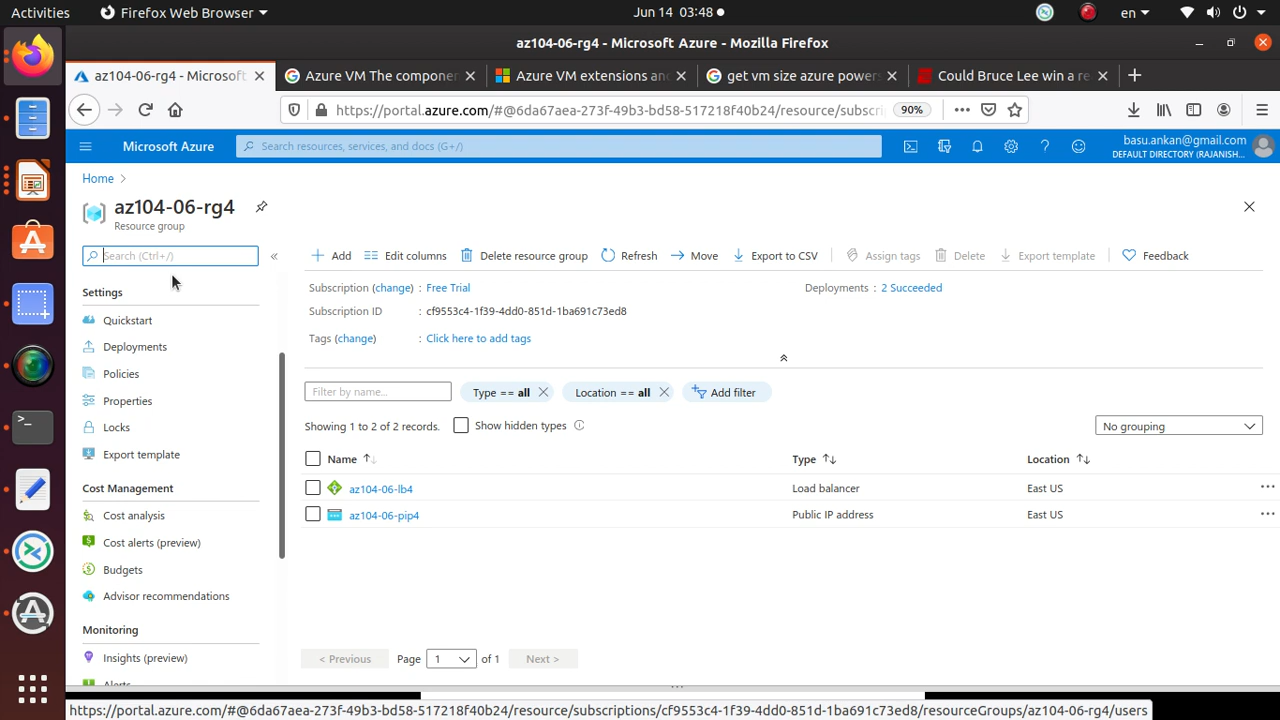 Activities
Firefox Web Browser
Jun 14 03:48
en
az104-06-rg4 - Microsoft Azure - Mozilla Firefox
az104-06-rg4 - Microsoft
Azure VM The componen
Azure VM extensions and
get vm size azure powers
Could Bruce Lee win a re
https://portal.azure.com/#@6da67aea-273f-49b3-bd58-517218f40b24/resource/subscri
90%
Microsoft Azure
Search resources, services, and docs (G+/)
basu.ankan@gmail.com
DEFAULT DIRECTORY (RAJANISH...
Home
az104-06-rg4
Resource group
Search (Ctrl+/)
Add
Edit columns
Delete resource group
Refresh
Move
Export to CSV
Assign tags
Delete
Export template
Feedback
Settings
Quickstart
Deployments
Policies
Properties
Locks
Export template
Cost Management
Cost analysis
Cost alerts (preview)
Budgets
Advisor recommendations
Monitoring
Insights (preview)
Alerts
Subscription (change) : Free Trial
Deployments : 2 Succeeded
Subscription ID : cf9553c4-1f39-4dd0-851d-1ba691c73ed8
Tags (change) : Click here to add tags
Filter by name...
Type == all
Location == all
Add filter
Showing 1 to 2 of 2 records.
Show hidden types
No grouping
Name
Type
Location
az104-06-lb4
Load balancer
East US
az104-06-pip4
Public IP address
East US
< Previous
Page 1 of 1
Next >
https://portal.azure.com/#@6da67aea-273f-49b3-bd58-517218f40b24/resource/subscriptions/cf9553c4-1f39-4dd0-851d-1ba691c73ed8/resourceGroups/az104-06-rg4/users